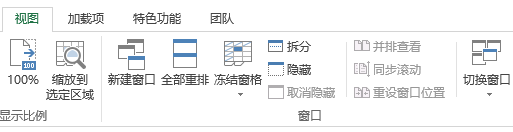 视图 加载项 特色功能 团队
100%
缩放到
选定区域
显示比例
新建窗口 全部重排 冻结窗格
拆分
隐藏
取消隐藏
并排查看
同步滚动
重设窗口位置
切换窗口
窗口